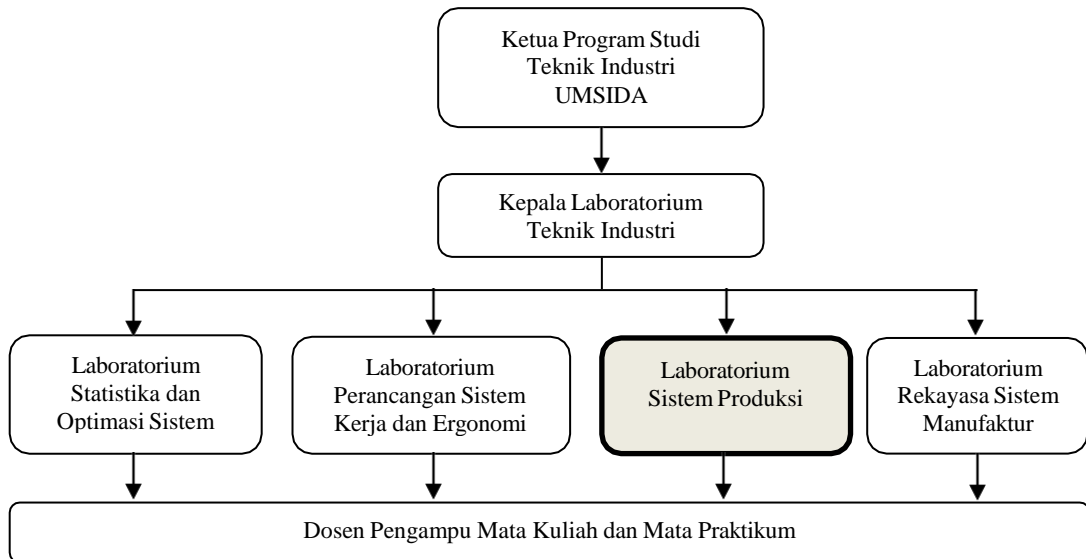 Ketua Program Studi
Teknik Industri
UMSIDA
Kepala Laboratorium
Teknik Industri
Laboratorium
Statistika dan
Optimasi Sistem
Laboratorium
Perancangan Sistem
Kerja dan Ergonomi
Laboratorium
Sistem Produksi
Laboratorium
Rekayasa Sistem
Manufaktur
Dosen Pengampu Mata Kuliah dan Mata Praktikum